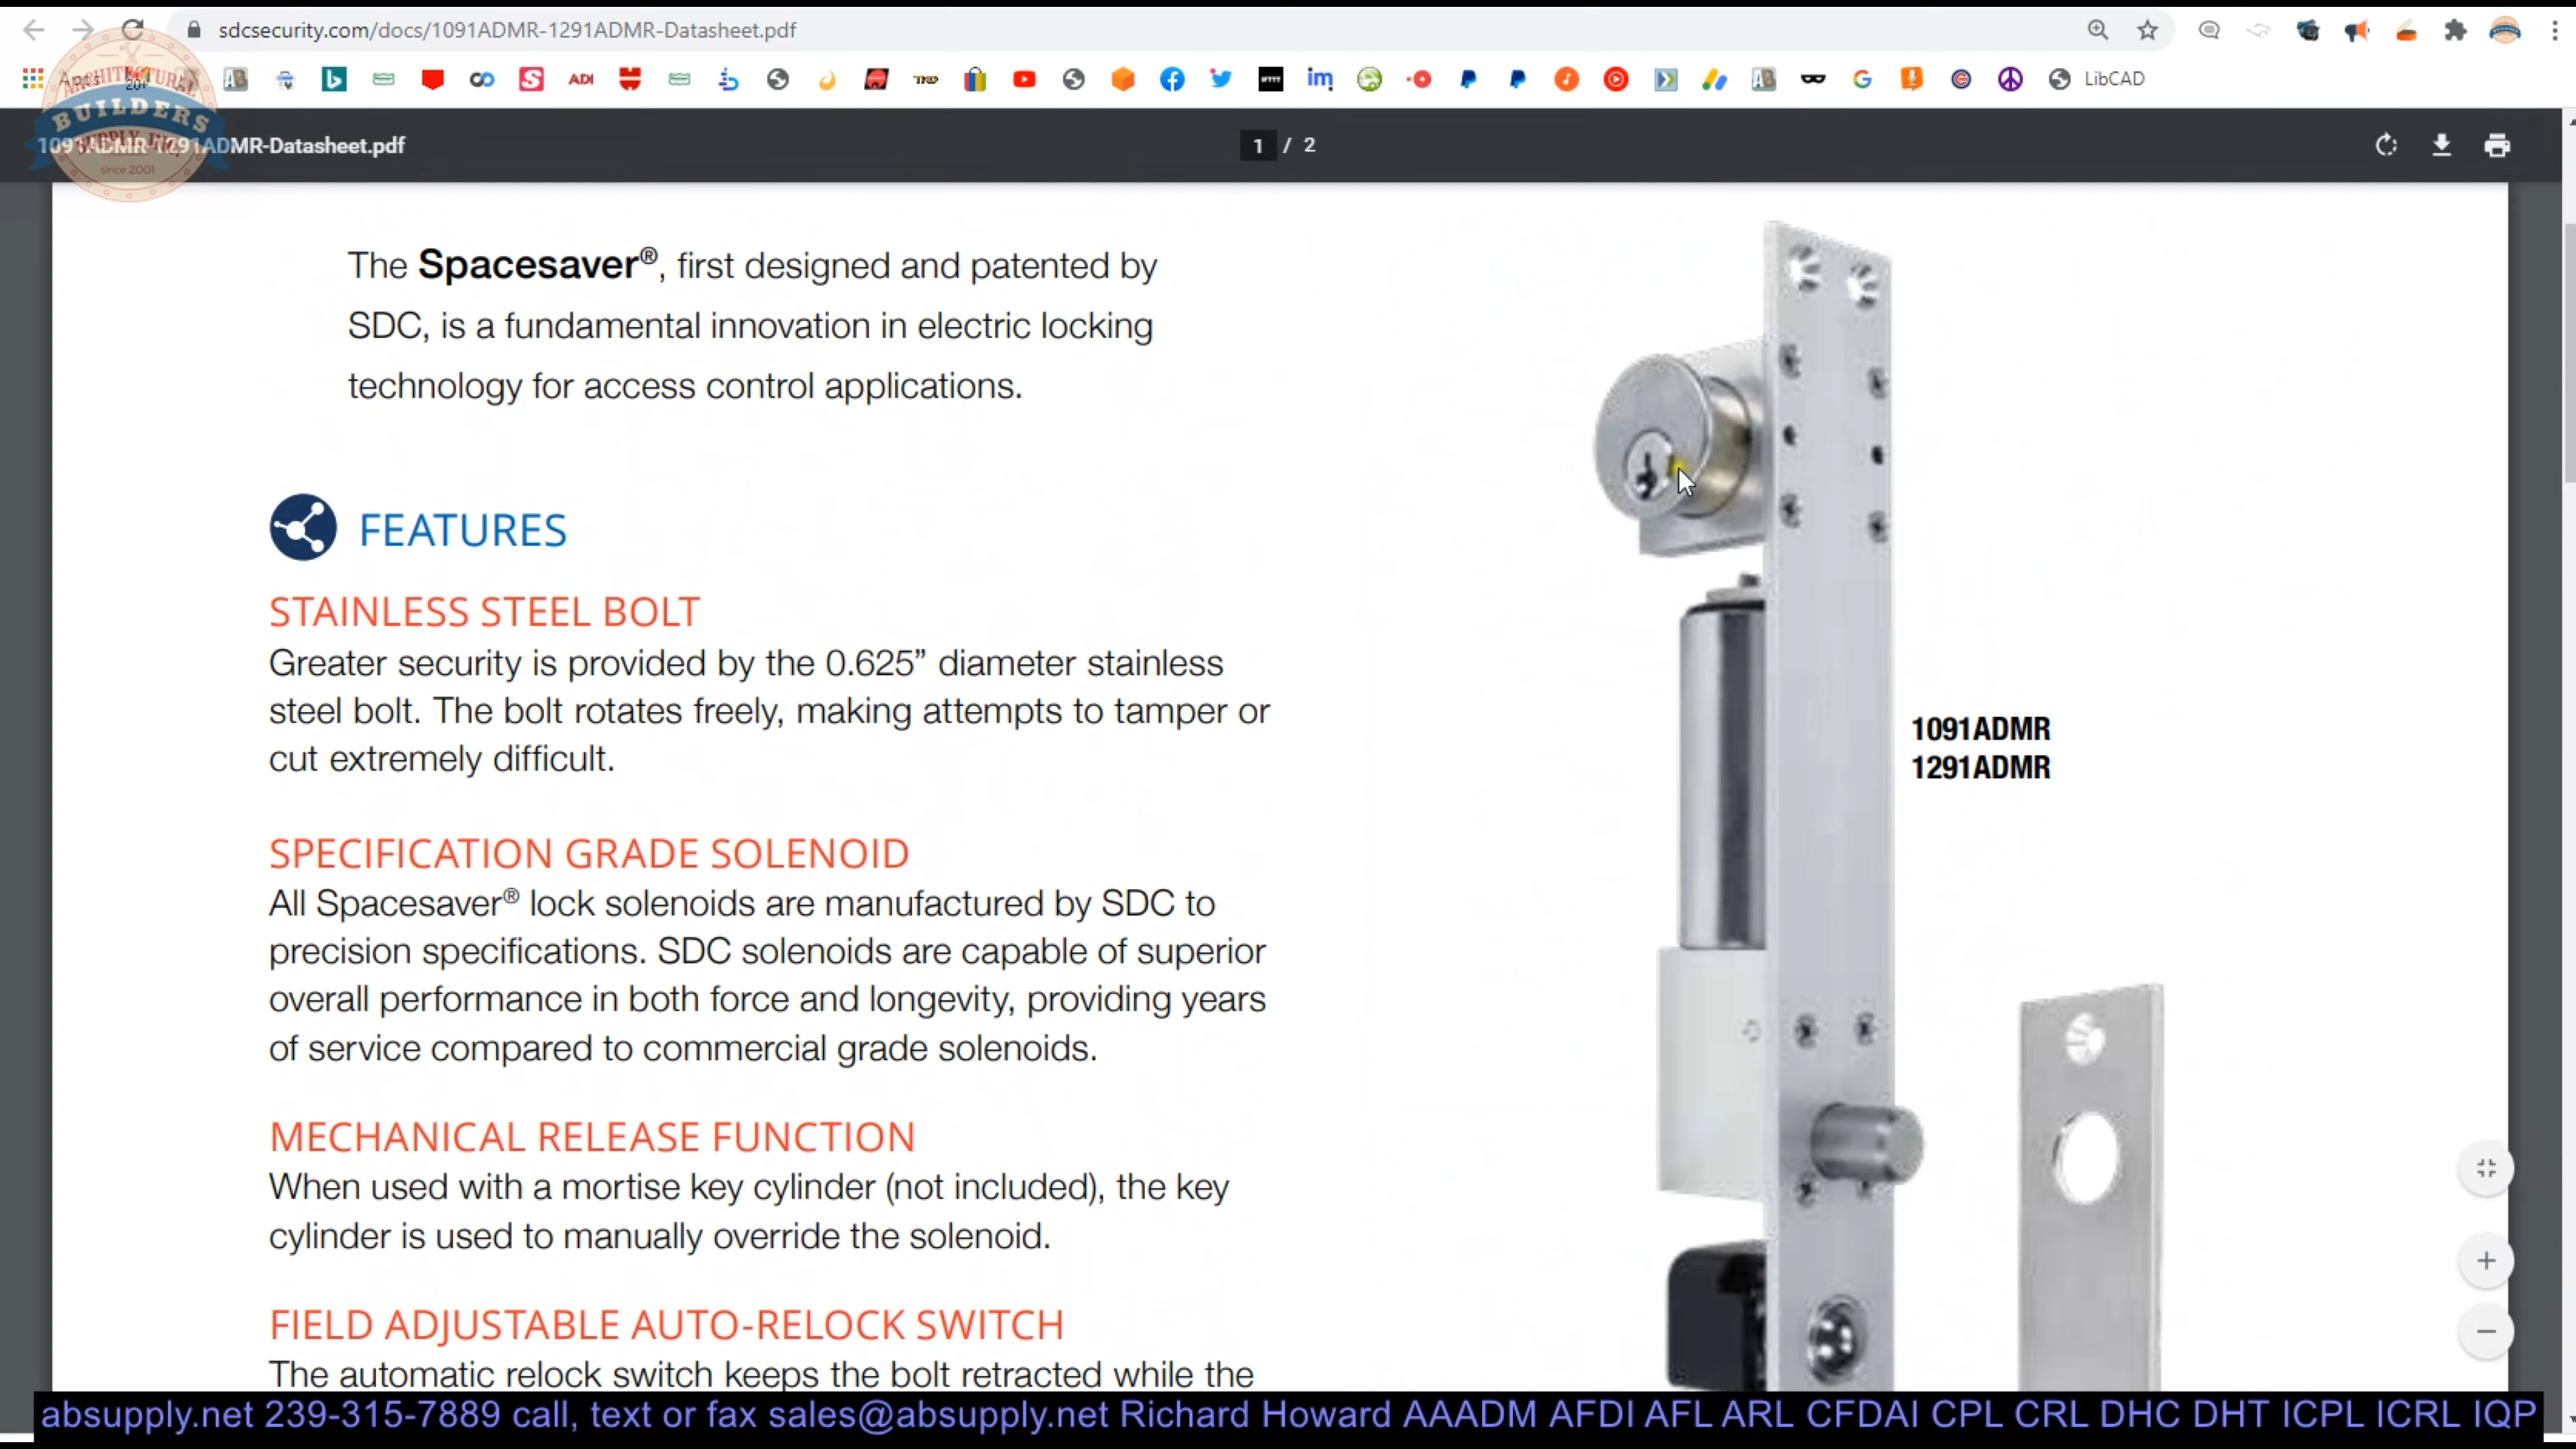 sdcsecurity.com/docs/1091ADMR-1291ADMR-Datasheet.pdf
ADI
im
LibCAD
BUILDERS
since 2001
1091ADMR-1291ADMR-Datasheet.pdf
1 / 2
The Spacesaver®, first designed and patented by
SDC, is a fundamental innovation in electric locking
technology for access control applications.
FEATURES
STAINLESS STEEL BOLT
Greater security is provided by the 0.625” diameter stainless
steel bolt. The bolt rotates freely, making attempts to tamper or
cut extremely difficult.
1091ADMR
1291ADMR
SPECIFICATION GRADE SOLENOID
All Spacesaver® lock solenoids are manufactured by SDC to
precision specifications. SDC solenoids are capable of superior
overall performance in both force and longevity, providing years
of service compared to commercial grade solenoids.
MECHANICAL RELEASE FUNCTION
When used with a mortise key cylinder (not included), the key
cylinder is used to manually override the solenoid.
FIELD ADJUSTABLE AUTO-RELOCK SWITCH
The automatic relock switch keeps the bolt retracted while the
absupply.net 239-315-7889 call, text or fax sales@absupply.net Richard Howard AAADM AFDI AFL ARL CFDAI CPL CRL DHC DHT ICPL ICRL IQP